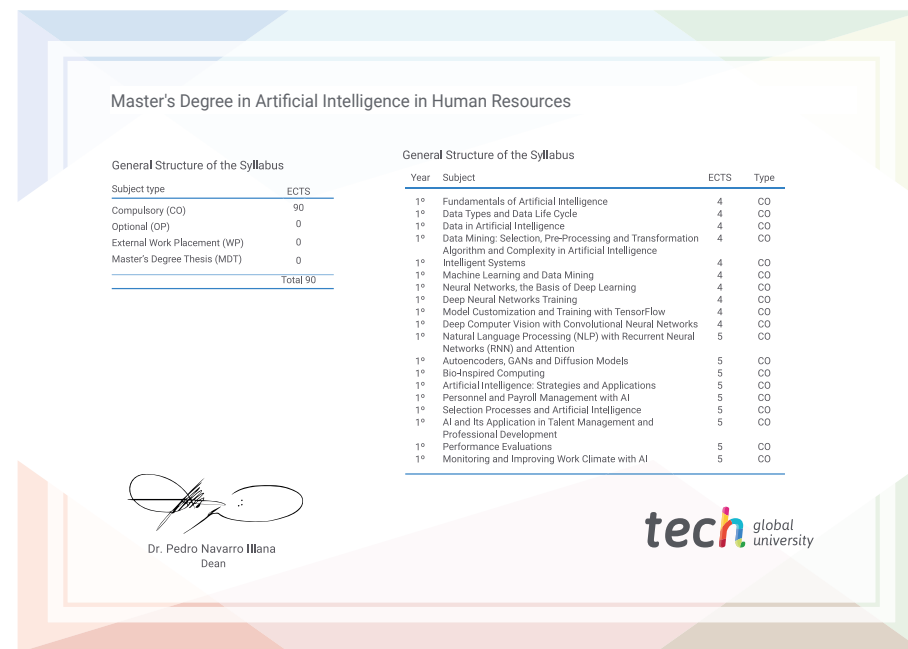 Master's Degree in Artificial Intelligence in Human Resources
General Structure of the Syllabus
Subject type ECTS
Compulsory (CO) 90
Optional (OP) 0
External Work Placement (WP) 0
Master's Degree Thesis (MDT) 0
Total 90
General Structure of the Syllabus
Year Subject ECTS Type
1º Fundamentals of Artificial Intelligence 4 CO
1º Data Types and Data Life Cycle 4 CO
1º Data in Artificial Intelligence 4 CO
1º Data Mining: Selection, Pre-Processing and Transformation 4 CO
Algorithm and Complexity in Artificial Intelligence
1º Intelligent Systems 4 CO
1º Machine Learning and Data Mining 4 CO
1º Neural Networks, the Basis of Deep Learning 4 CO
1º Deep Neural Networks Training 4 CO
1º Model Customization and Training with TensorFlow 4 CO
1º Deep Computer Vision with Convolutional Neural Networks 4 CO
1º Natural Language Processing (NLP) with Recurrent Neural 5 CO
Networks (RNN) and Attention
1º Autoencoders, GANs and Diffusion Models 5 CO
1º Bio-Inspired Computing 5 CO
1º Artificial Intelligence: Strategies and Applications 5 CO
1º Personnel and Payroll Management with AI 5 CO
1º Selection Processes and Artificial Intelligence 5 CO
1º AI and Its Application in Talent Management and 5 CO
Professional Development
1º Performance Evaluations 5 CO
1º Monitoring and Improving Work Climate with AI 5 CO
Dr. Pedro Navarro Illana
Dean
tech global
university